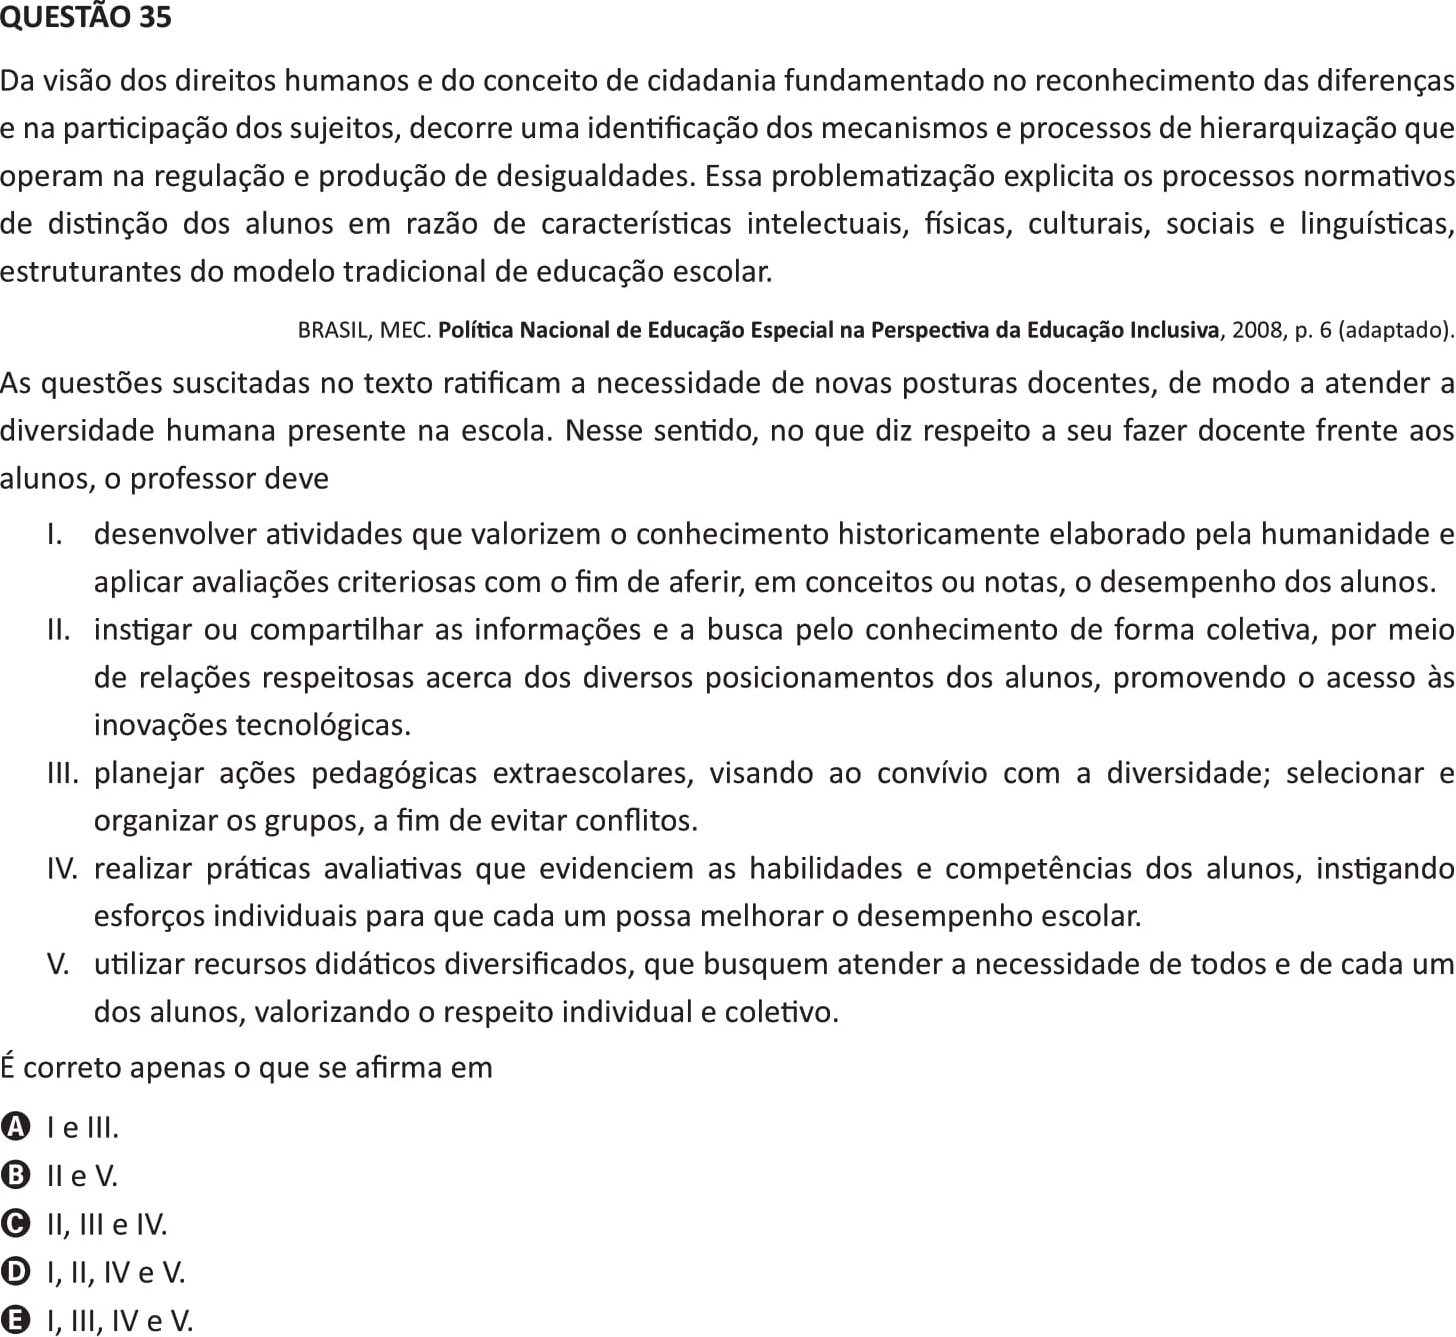 QUESTÃO 35
Da visão dos direitos humanos e do conceito de cidadania fundamentado no reconhecimento das diferenças
e na participação dos sujeitos, decorre uma identificação dos mecanismos e processos de hierarquização que
operam na regulação e produção de desigualdades. Essa problematização explicita os processos normativos
de distinção dos alunos em razão de características intelectuais, físicas, culturais, sociais e linguísticas,
estruturantes do modelo tradicional de educação escolar.
BRASIL, MEC. Política Nacional de Educação Especial na Perspectiva da Educação Inclusiva, 2008, p. 6 (adaptado).
As questões suscitadas no texto ratificam a necessidade de novas posturas docentes, de modo a atender a
diversidade humana presente na escola. Nesse sentido, no que diz respeito a seu fazer docente frente aos
alunos, o professor deve
I. desenvolver atividades que valorizem o conhecimento historicamente elaborado pela humanidade e
aplicar avaliações criteriosas com o fim de aferir, em conceitos ou notas, o desempenho dos alunos.
II. instigar ou compartilhar as informações e a busca pelo conhecimento de forma coletiva, por meio
de relações respeitosas acerca dos diversos posicionamentos dos alunos, promovendo o acesso às
inovações tecnológicas.
III. planejar ações pedagógicas extraescolares, visando ao convívio com a diversidade; selecionar e
organizar os grupos, a fim de evitar conflitos.
IV. realizar práticas avaliativas que evidenciem as habilidades e competências dos alunos, instigando
esforços individuais para que cada um possa melhorar o desempenho escolar.
V. utilizar recursos didáticos diversificados, que busquem atender a necessidade de todos e de cada um
dos alunos, valorizando o respeito individual e coletivo.
É correto apenas o que se afirma em
A I e III.
B II e V.
C II, III e IV.
D I, II, IV e V.
E I, III, IV e V.